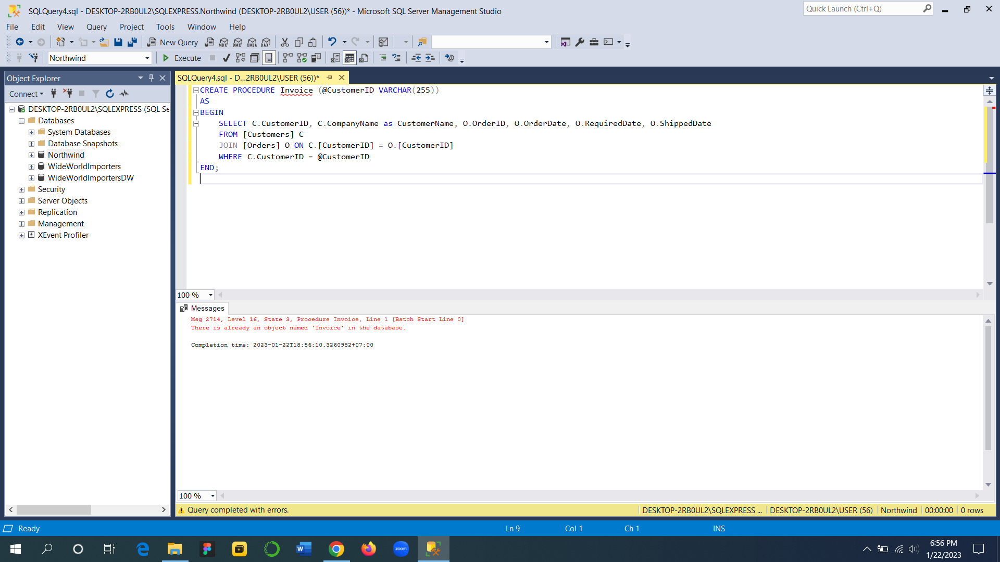 SQLQuery4.sql - DESKTOP-2RB0UL2\SQLEXPRESS.Northwind (DESKTOP-2RB0UL2\USER (56))* - Microsoft SQL Server Management Studio
Quick Launch (Ctrl+Q)
File Edit View Query Project Tools Window Help
New Query
MDX DMX XMLA DAX
Northwind
Execute
Object Explorer
SQLQuery4.sql - D...2RB0UL2\USER (56))*
Connect
DESKTOP-2RB0UL2\SQLEXPRESS (SQL Se
Databases
System Databases
Database Snapshots
Northwind
WideWorldImporters
WideWorldImportersDW
Security
Server Objects
Replication
Management
XEvent Profiler
CREATE PROCEDURE Invoice (@CustomerID VARCHAR(255))
AS
BEGIN
SELECT C.CustomerID, C.CompanyName as CustomerName, O.OrderID, O.OrderDate, O.RequiredDate, O.ShippedDate
FROM [Customers] C
JOIN [Orders] O ON C.[CustomerID] = O.[CustomerID]
WHERE C.CustomerID = @CustomerID
END;
100 %
Messages
Msg 2714, Level 16, State 3, Procedure Invoice, Line 1 [Batch Start Line 0]
There is already an object named 'Invoice' in the database.
Completion time: 2023-01-22T18:56:10.3260982+07:00
100 %
Query completed with errors.
DESKTOP-2RB0UL2\SQLEXPRESS ... DESKTOP-2RB0UL2\USER (56) Northwind 00:00:00 0 rows
Ready
Ln 9 Col 1 Ch 1 INS
zoom
6:56 PM
1/22/2023